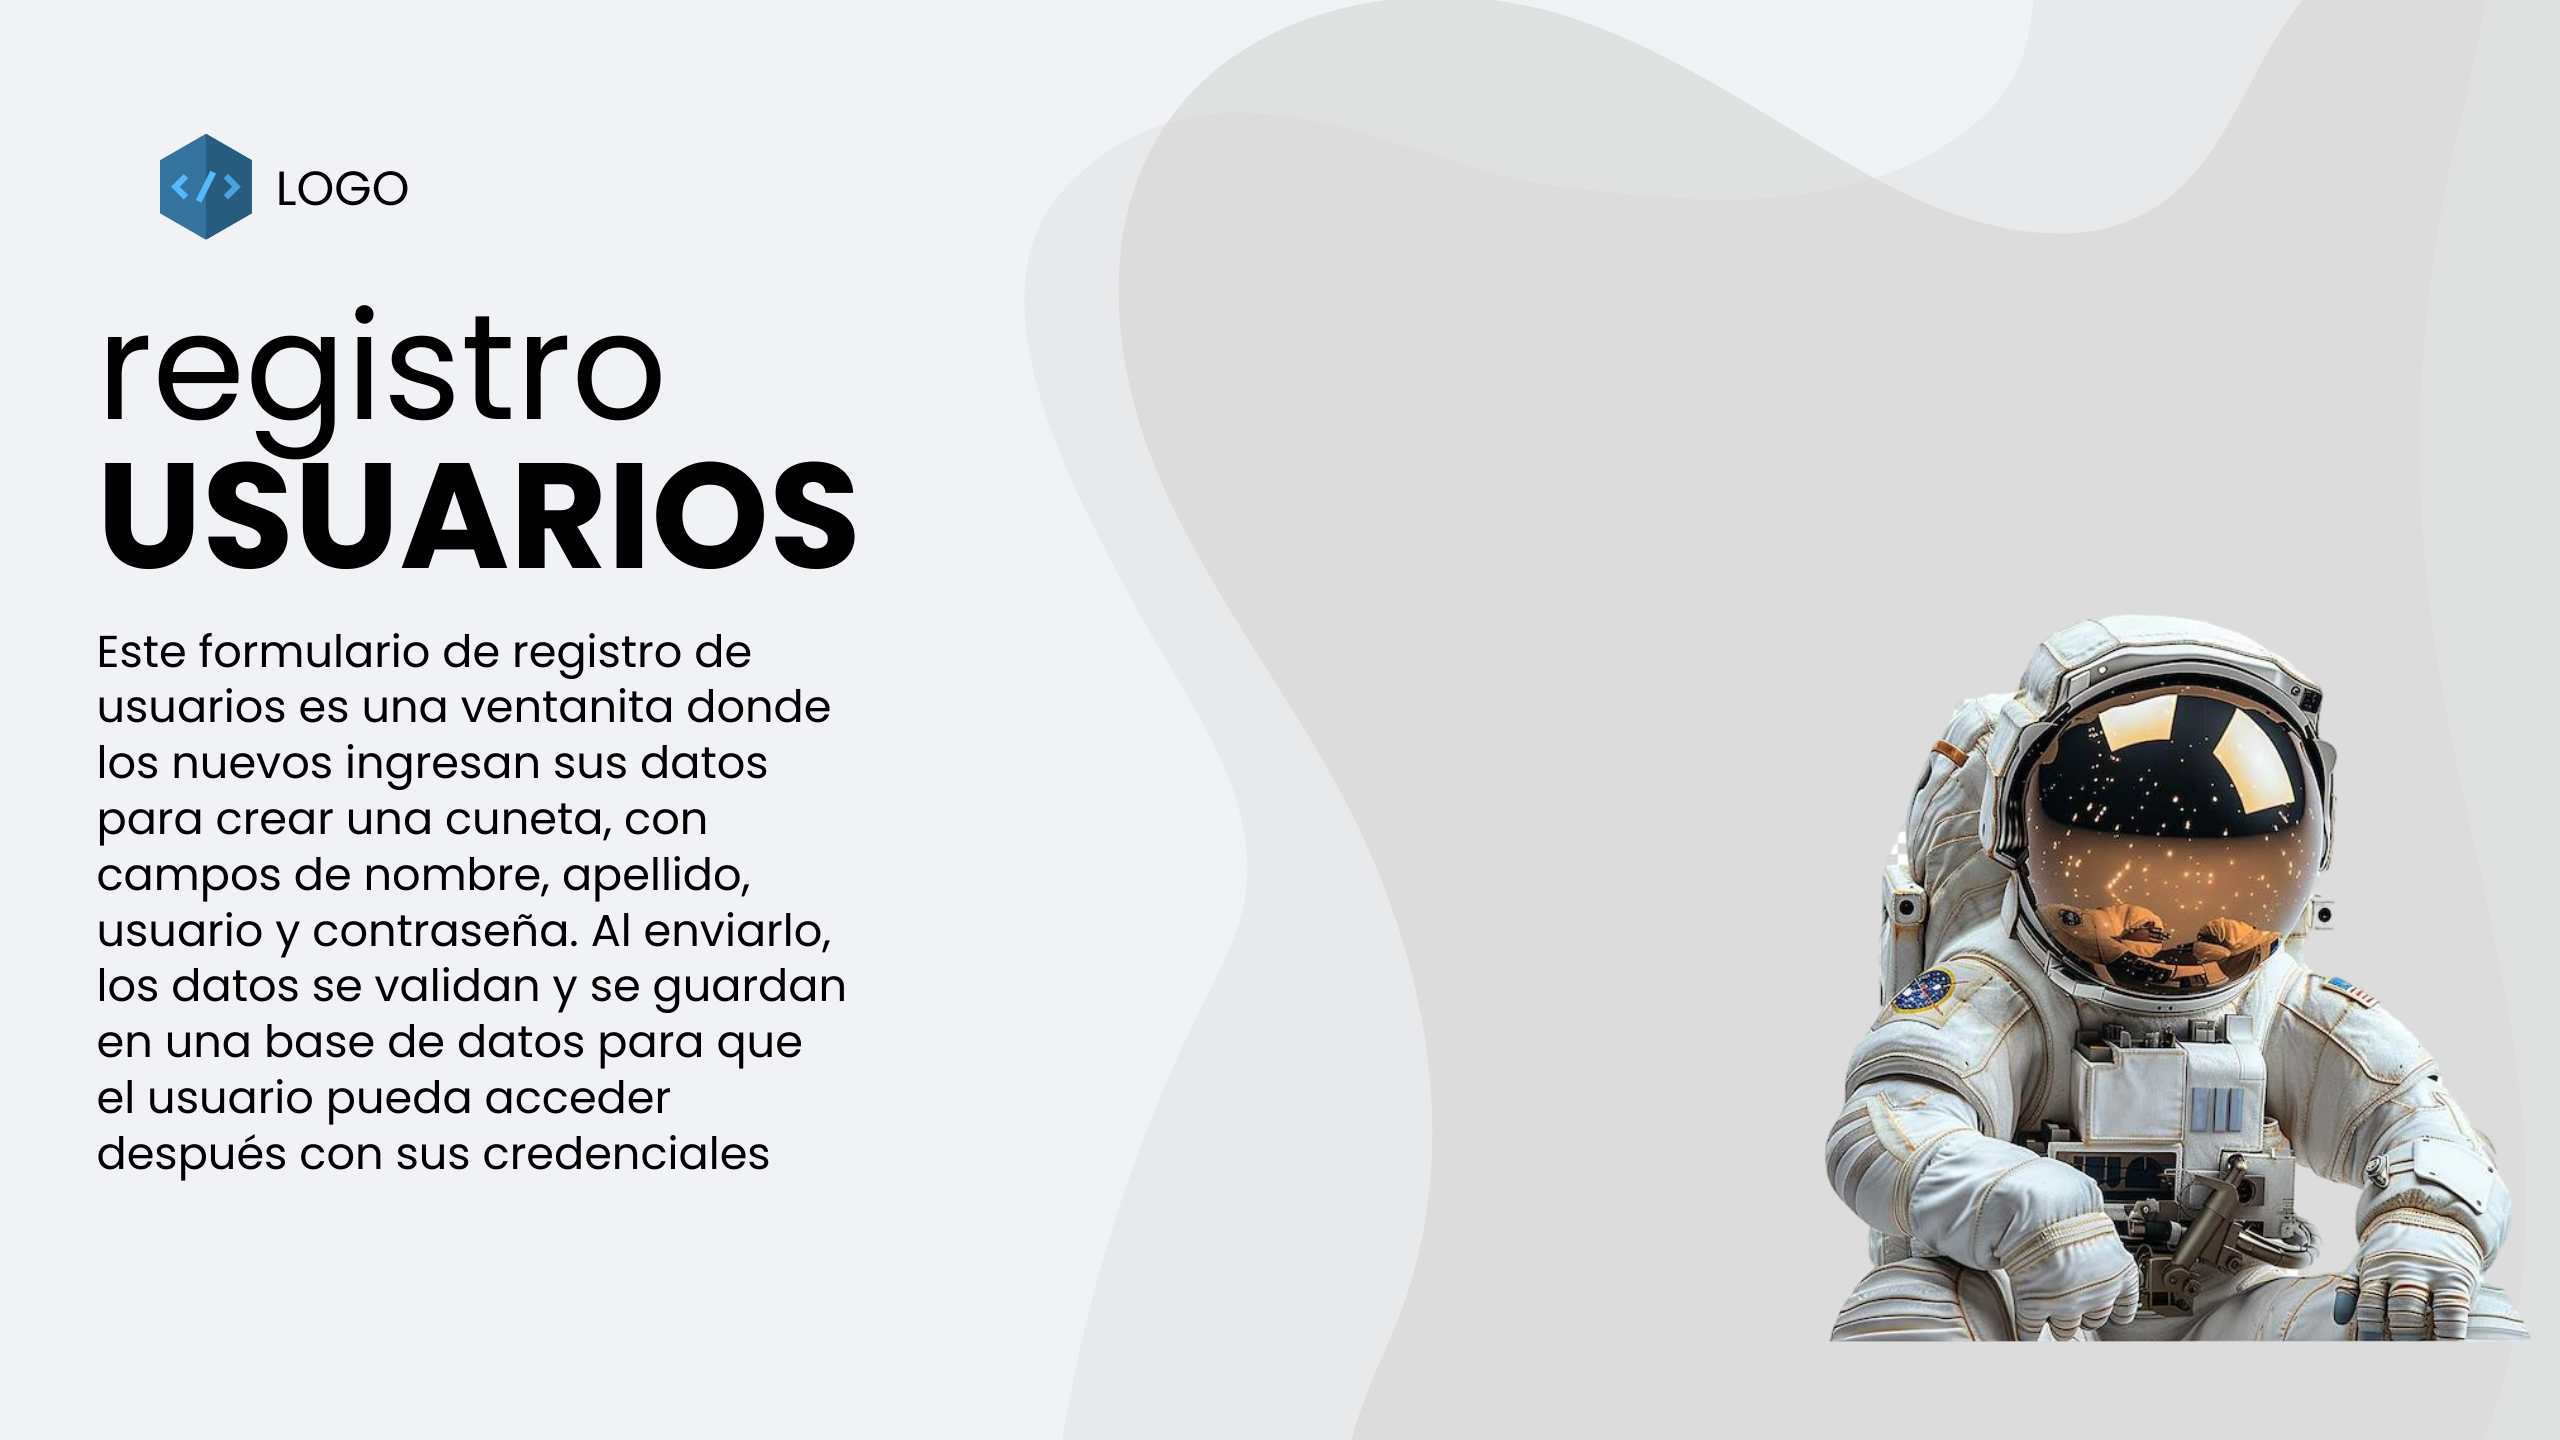 LOGO
registro
USUARIOS
Este formulario de registro de
usuarios es una ventanita donde
los nuevos ingresan sus datos
para crear una cuneta, con
campos de nombre, apellido,
usuario y contraseña. Al enviarlo,
los datos se validan y se guardan
en una base de datos para que
el usuario pueda acceder
después con sus credenciales